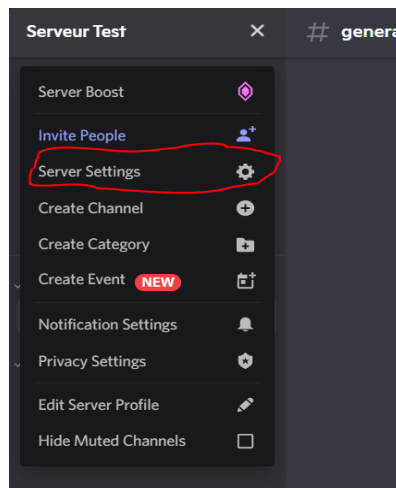 Serveur Test
# genera
Server Boost
Invite People
Server Settings
Create Channel
Create Category
Create Event NEW
Notification Settings
Privacy Settings
Edit Server Profile
Hide Muted Channels